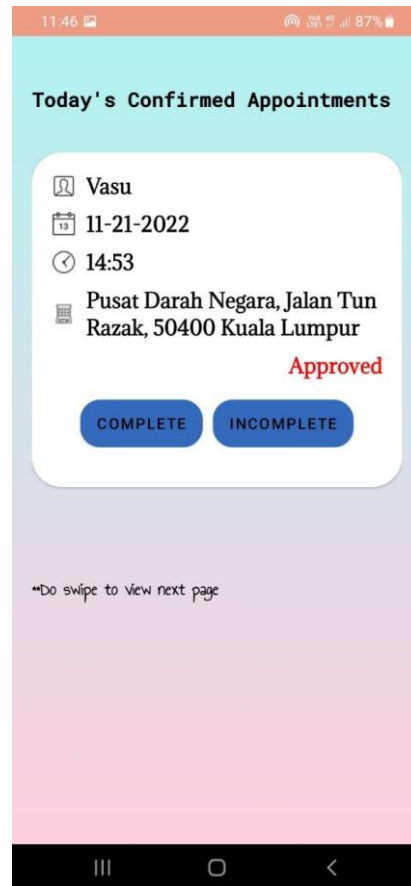 11:46 87%
Today's Confirmed Appointments
Vasu
13
11-21-2022
14:53
Pusat Darah Negara, Jalan Tun
Razak, 50400 Kuala Lumpur
Approved
COMPLETE INCOMPLETE
**Do swipe to view next page